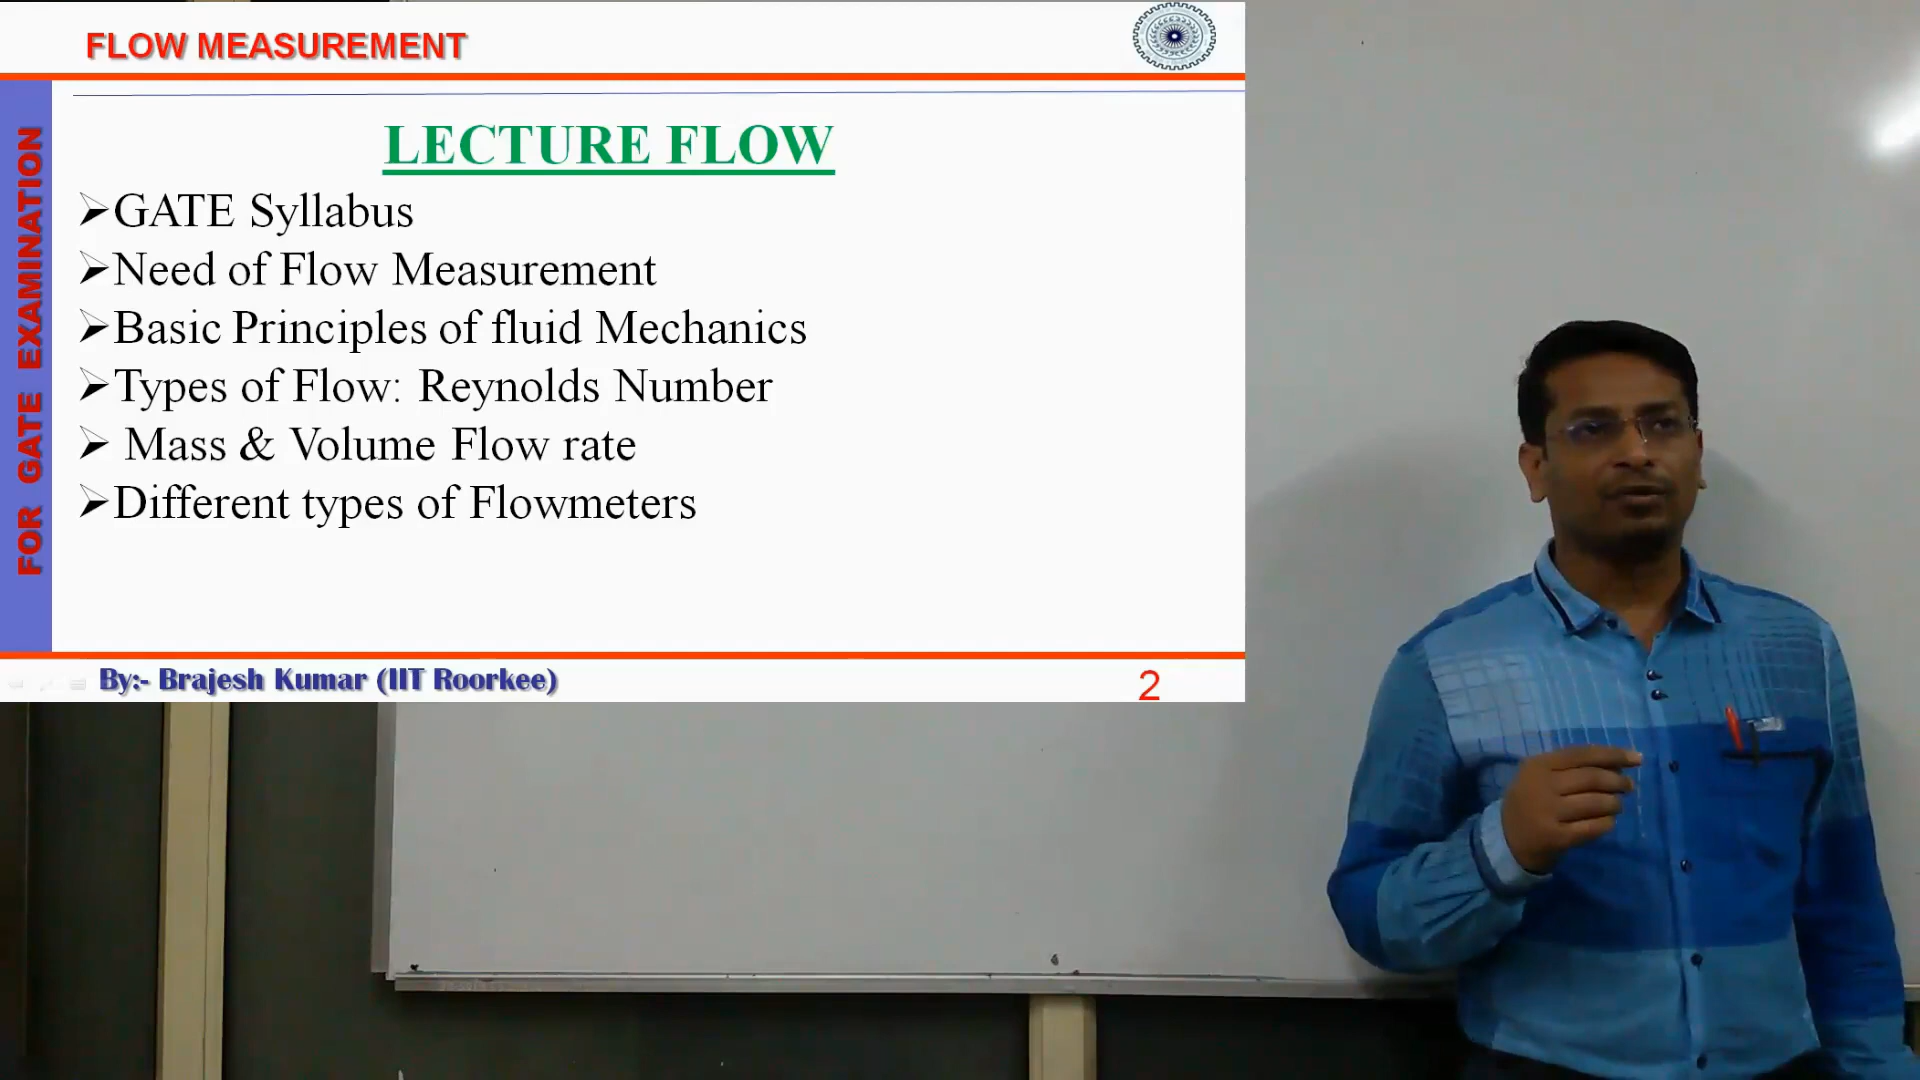 FLOW MEASUREMENT
FOR GATE EXAMINATION
LECTURE FLOW
➢GATE Syllabus
➢Need of Flow Measurement
➢Basic Principles of fluid Mechanics
➢Types of Flow: Reynolds Number
➢ Mass & Volume Flow rate
➢Different types of Flowmeters
By:- Brajesh Kumar (IIT Roorkee)
2